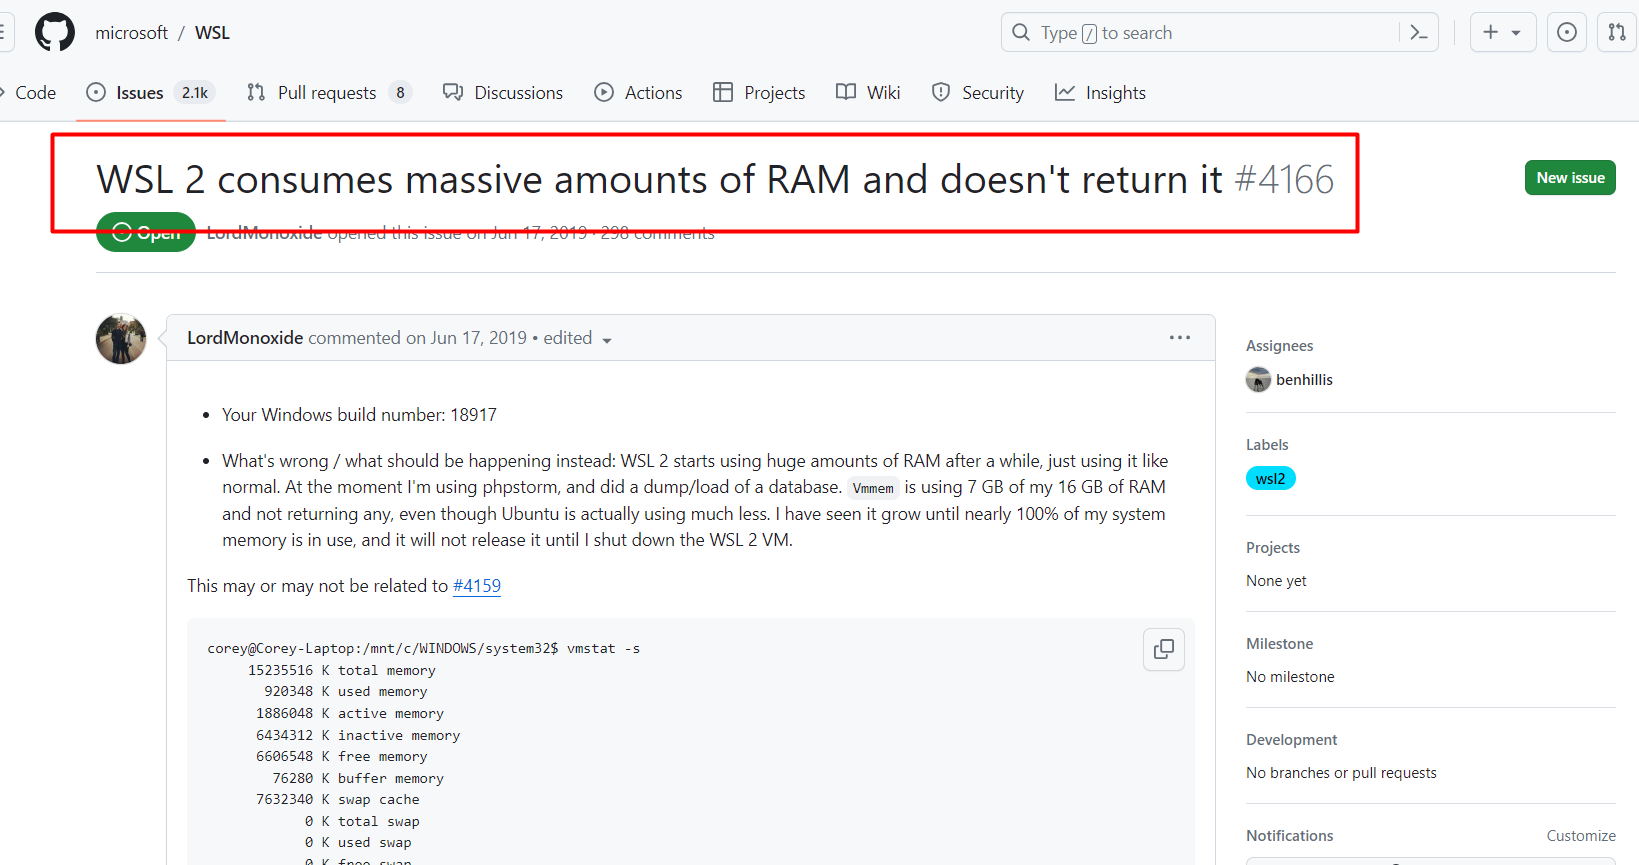 microsoft / WSL
Type / to search
Code
Issues 2.1k
Pull requests 8
Discussions
Actions
Projects
Wiki
Security
Insights
WSL 2 consumes massive amounts of RAM and doesn't return it #4166
New issue
Open LordMonoxide opened this issue on Jun 17, 2019 · 298 comments
LordMonoxide commented on Jun 17, 2019 • edited
• Your Windows build number: 18917
• What's wrong / what should be happening instead: WSL 2 starts using huge amounts of RAM after a while, just using it like
normal. At the moment I'm using phpstorm, and did a dump/load of a database. Vmmem is using 7 GB of my 16 GB of RAM
and not returning any, even though Ubuntu is actually using much less. I have seen it grow until nearly 100% of my system
memory is in use, and it will not release it until I shut down the WSL 2 VM.
This may or may not be related to #4159
corey@Corey-Laptop:/mnt/c/WINDOWS/system32$ vmstat -s
15235516 K total memory
920348 K used memory
1886048 K active memory
6434312 K inactive memory
6606548 K free memory
76280 K buffer memory
7632340 K swap cache
0 K total swap
0 K used swap
0 K free swap
Assignees
benhillis
Labels
wsl2
Projects
None yet
Milestone
No milestone
Development
No branches or pull requests
Notifications
Customize